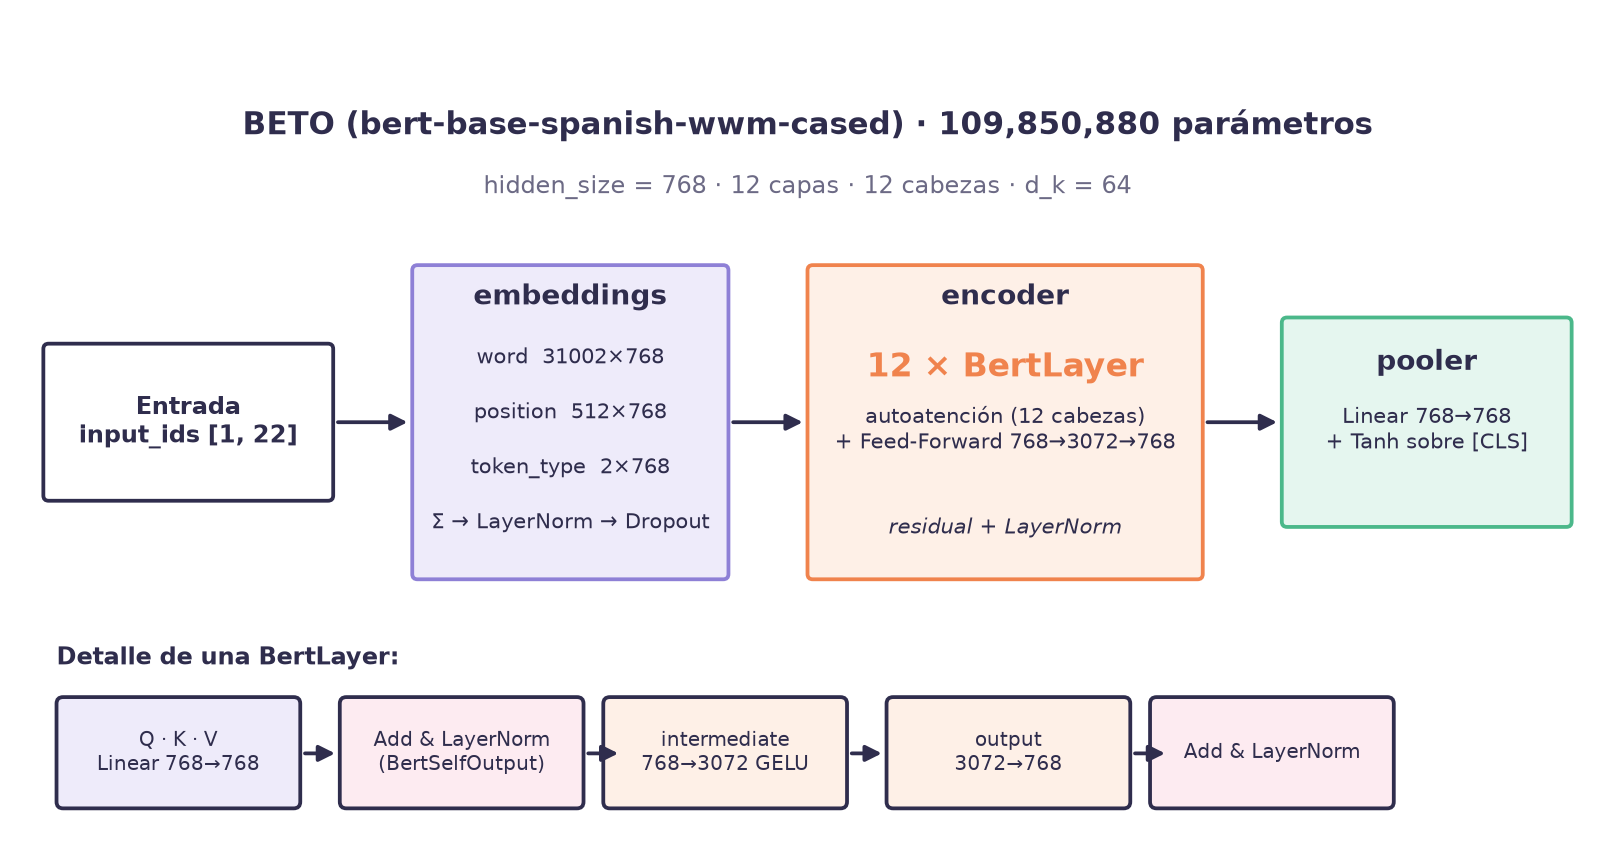 BETO (bert-base-spanish-wwm-cased) · 109,850,880 parámetros
hidden_size = 768 · 12 capas · 12 cabezas · d_k = 64
Entrada
input_ids [1, 22]
embeddings
word  31002×768
position  512×768
token_type  2×768
Σ → LayerNorm → Dropout
encoder
12 × BertLayer
autoatención (12 cabezas)
+ Feed-Forward 768→3072→768
residual + LayerNorm
pooler
Linear 768→768
+ Tanh sobre [CLS]
Detalle de una BertLayer:
Q · K · V
Linear 768→768
Add & LayerNorm
(BertSelfOutput)
intermediate
768→3072 GELU
output
3072→768
Add & LayerNorm